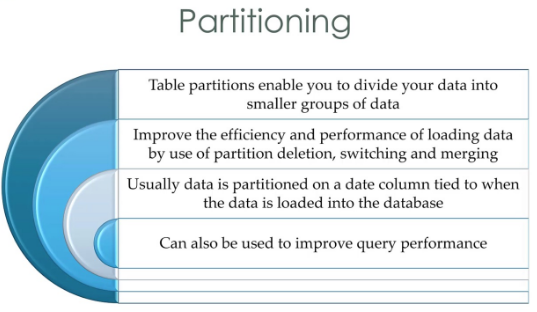 Partitioning
Table partitions enable you to divide your data into
smaller groups of data
Improve the efficiency and performance of loading data
by use of partition deletion, switching and merging
Usually data is partitioned on a date column tied to when
the data is loaded into the database
Can also be used to improve query performance